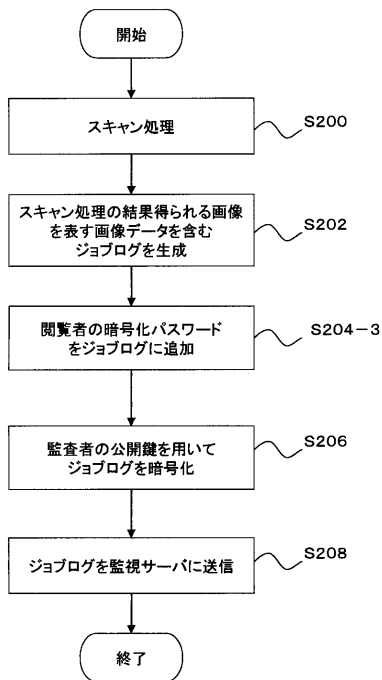 開始
スキャン処理
S200
スキャン処理の結果得られる画像
を表す画像データを含む
ジョブログを生成
S202
閲覧者の暗号化パスワード
をジョブログに追加
S204-3
監査者の公開鍵を用いて
ジョブログを暗号化
S206
ジョブログを監視サーバに送信
S208
終了